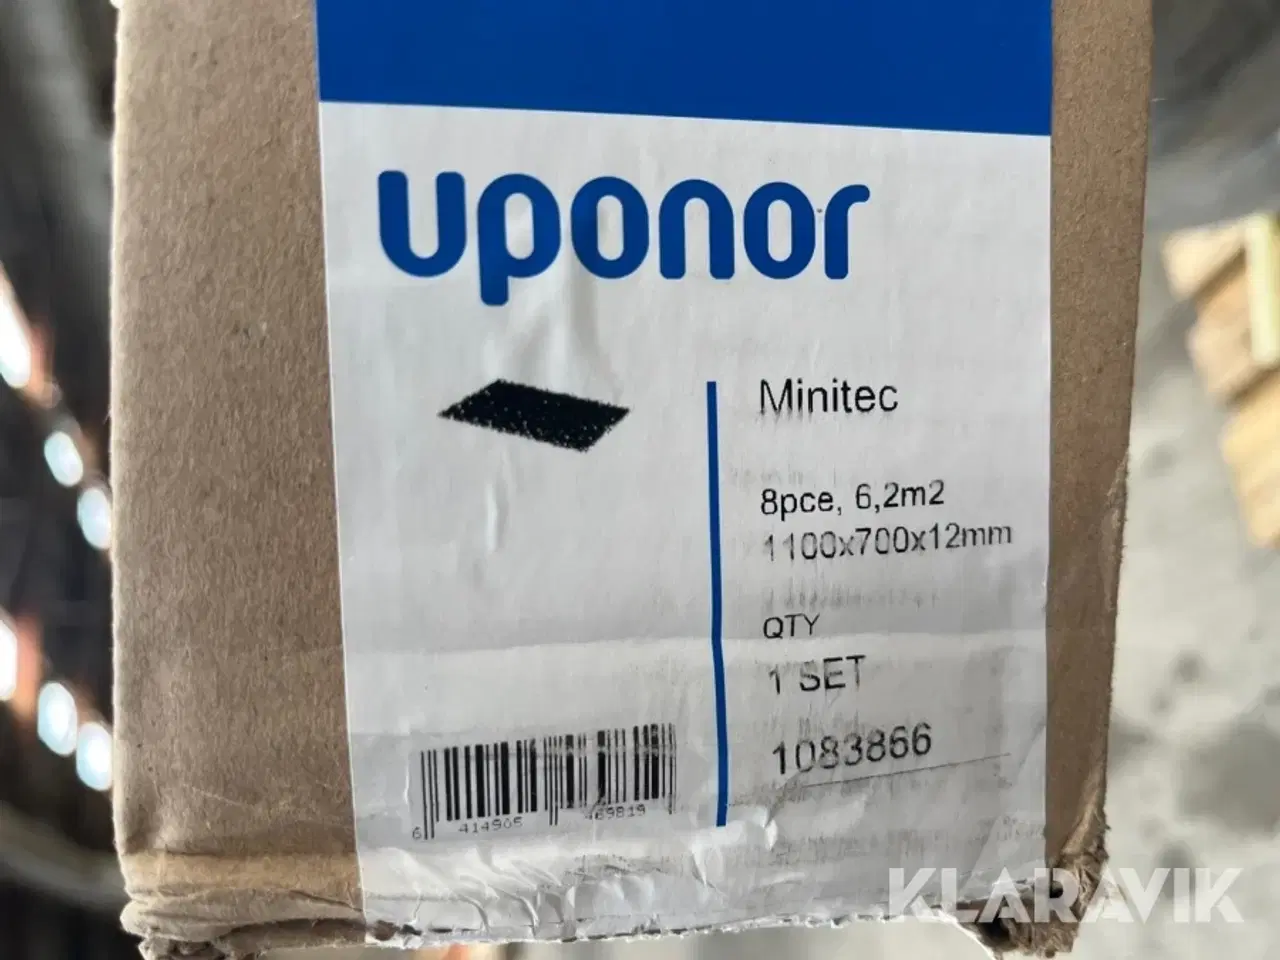 uponor
Minitec
8pce, 6,2m2
1100x700x12mm
QTY
1 SET
1083866
6 414905 469819
KLARAVIK